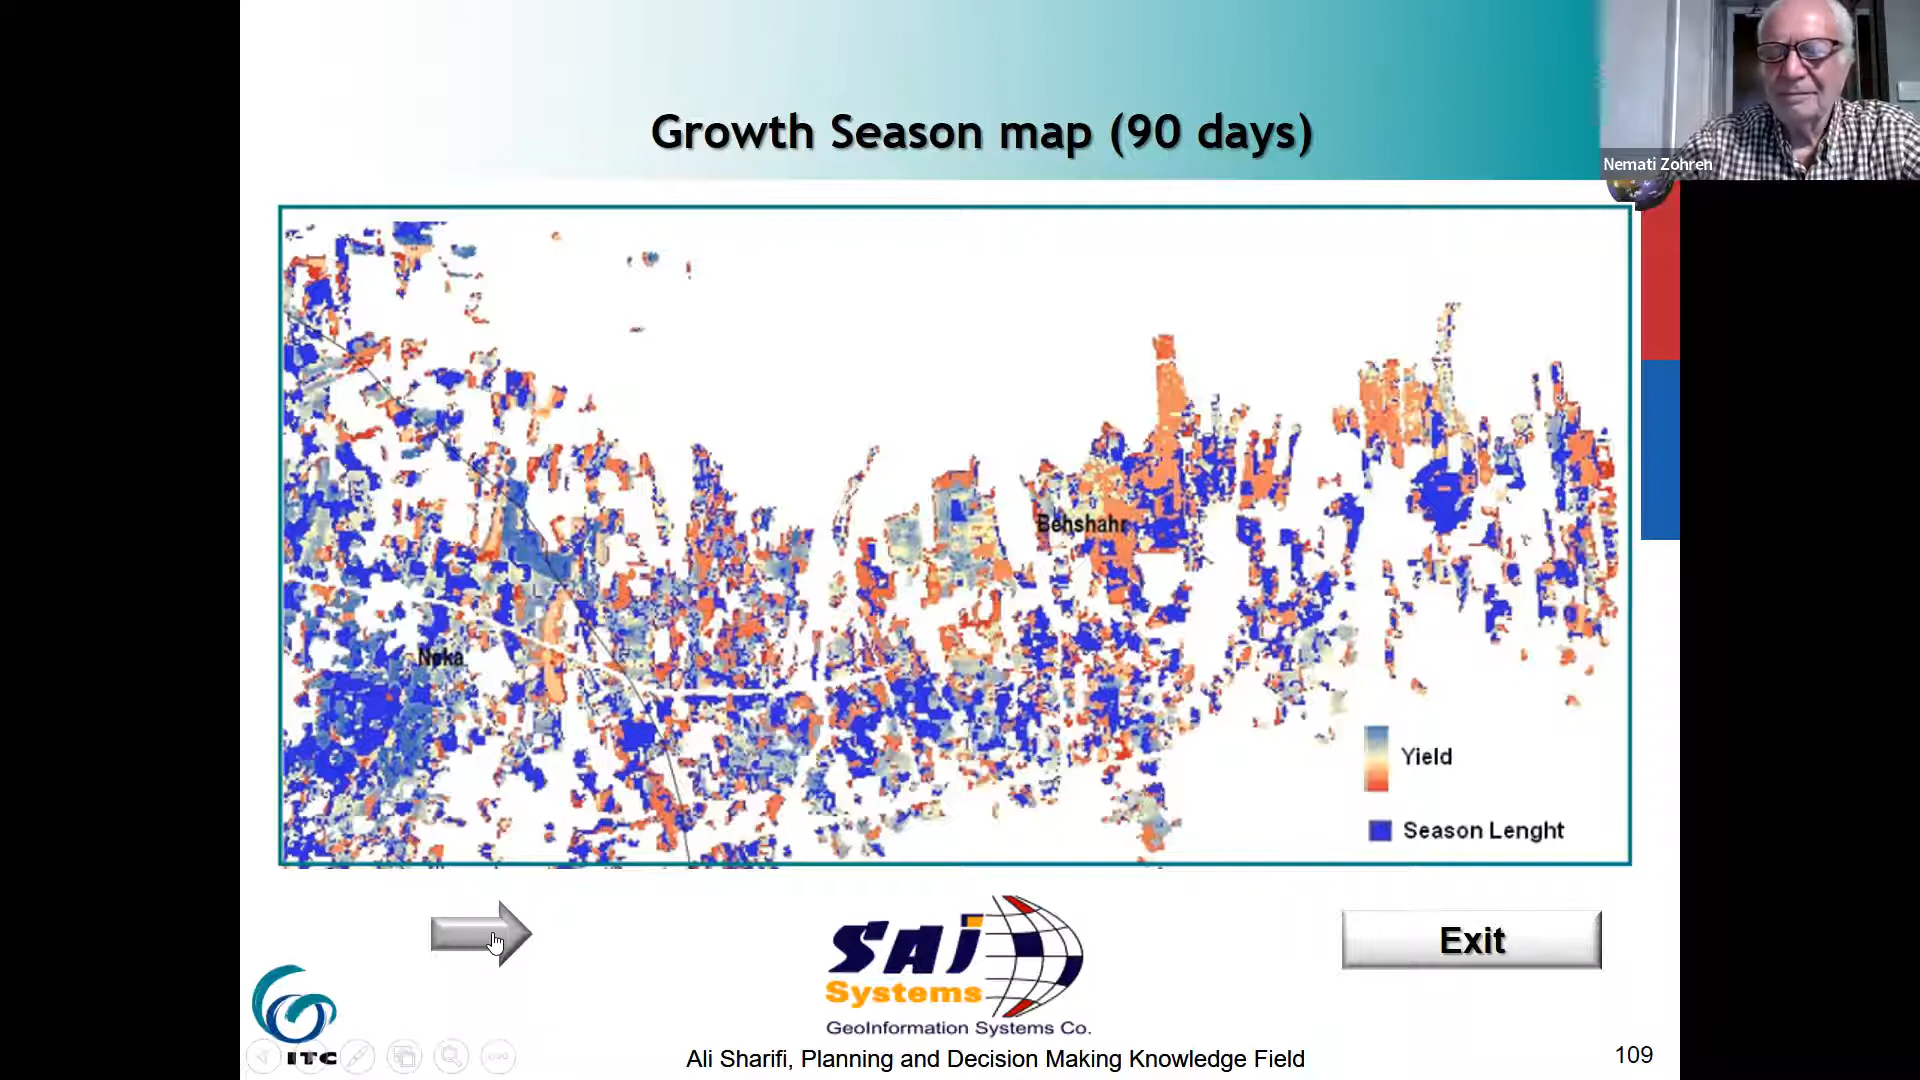 Growth Season map (90 days)
Nemati Zohreh
Behshahr
Neka
Yield
Season Lenght
SAJ
Systems
GeoInformation Systems Co.
Exit
ITC
Ali Sharifi, Planning and Decision Making Knowledge Field
109